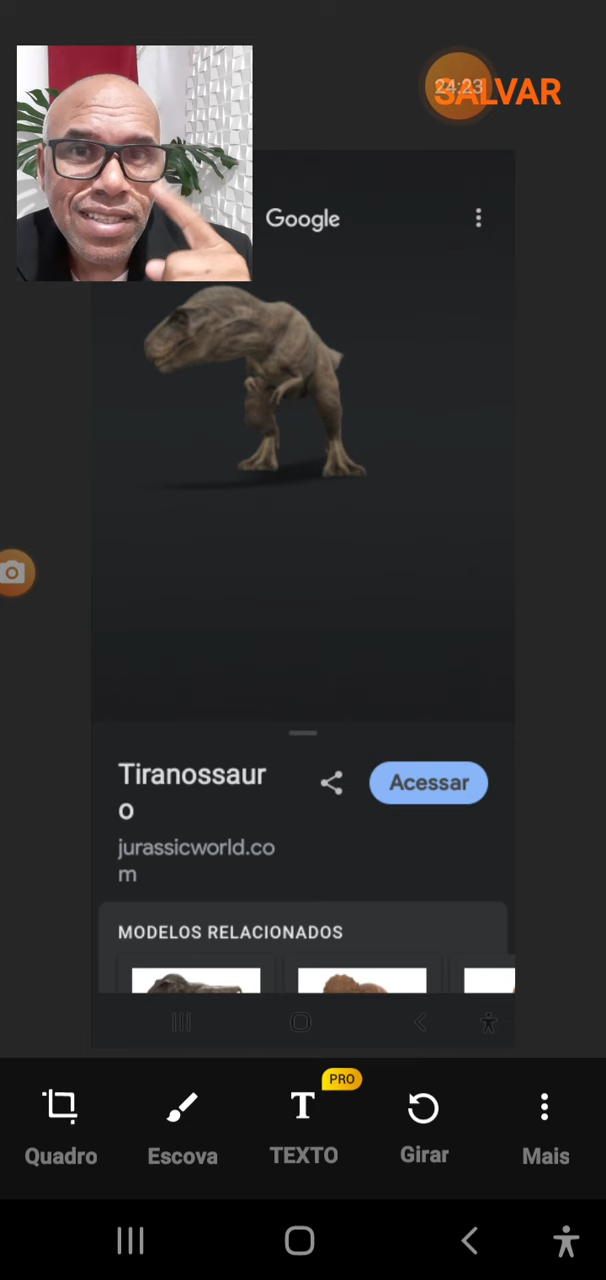 24:23
SALVAR
Google
Tiranossaur
o
Acessar
jurassicworld.co
m
MODELOS RELACIONADOS
PRO
Quadro
Escova
T
TEXTO
Girar
Mais